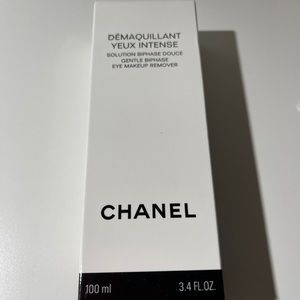 DÉMAQUILLANT
YEUX INTENSE
SOLUTION BIPHASE DOUCE
GENTLE BIPHASE
EYE MAKEUP REMOVER
CHANEL
100 ml 3.4 FL.OZ.